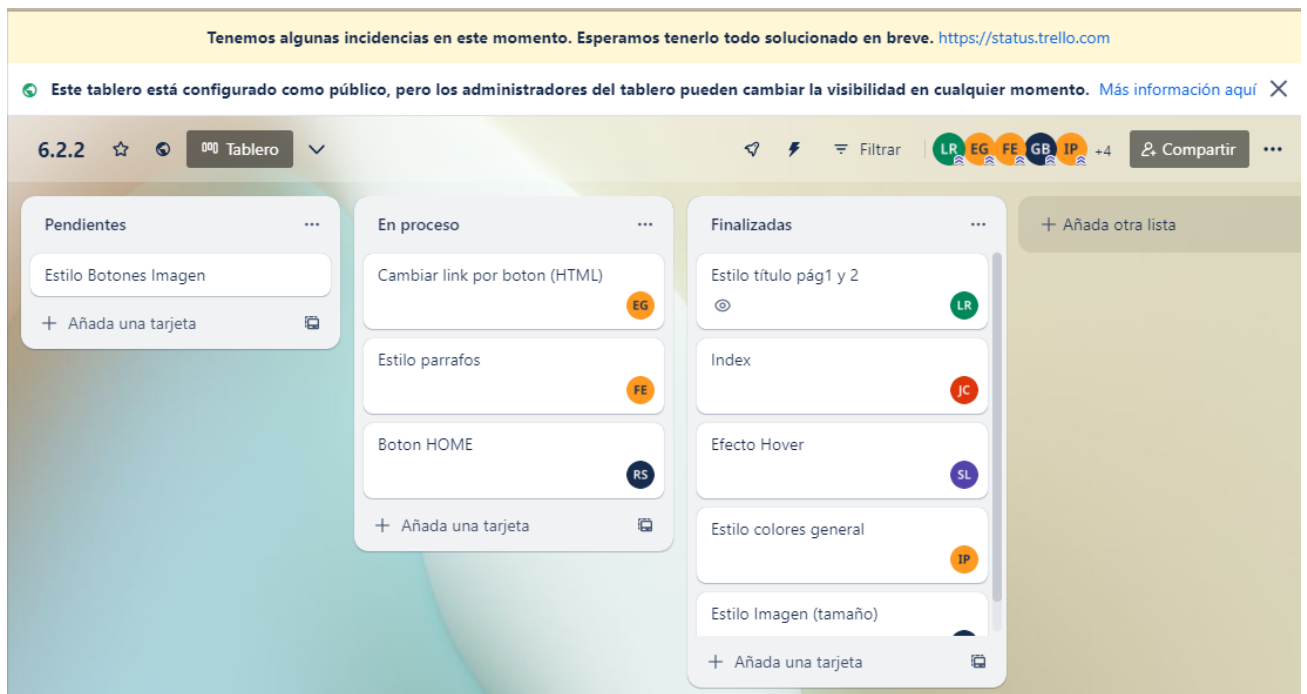 Tenemos algunas incidencias en este momento. Esperamos tenerlo todo solucionado en breve. https://status.trello.com
Este tablero está configurado como público, pero los administradores del tablero pueden cambiar la visibilidad en cualquier momento. Más información aquí
6.2.2 Tablero Filtrar LR EG FE GB IP +4 Compartir
Pendientes
Estilo Botones Imagen
Añada una tarjeta
En proceso
Cambiar link por boton (HTML)
EG
Estilo parrafos
FE
Boton HOME
RS
Añada una tarjeta
Finalizadas
Estilo título pág1 y 2
LR
Index
JC
Efecto Hover
SL
Estilo colores general
IP
Estilo Imagen (tamaño)
Añada una tarjeta
Añada otra lista